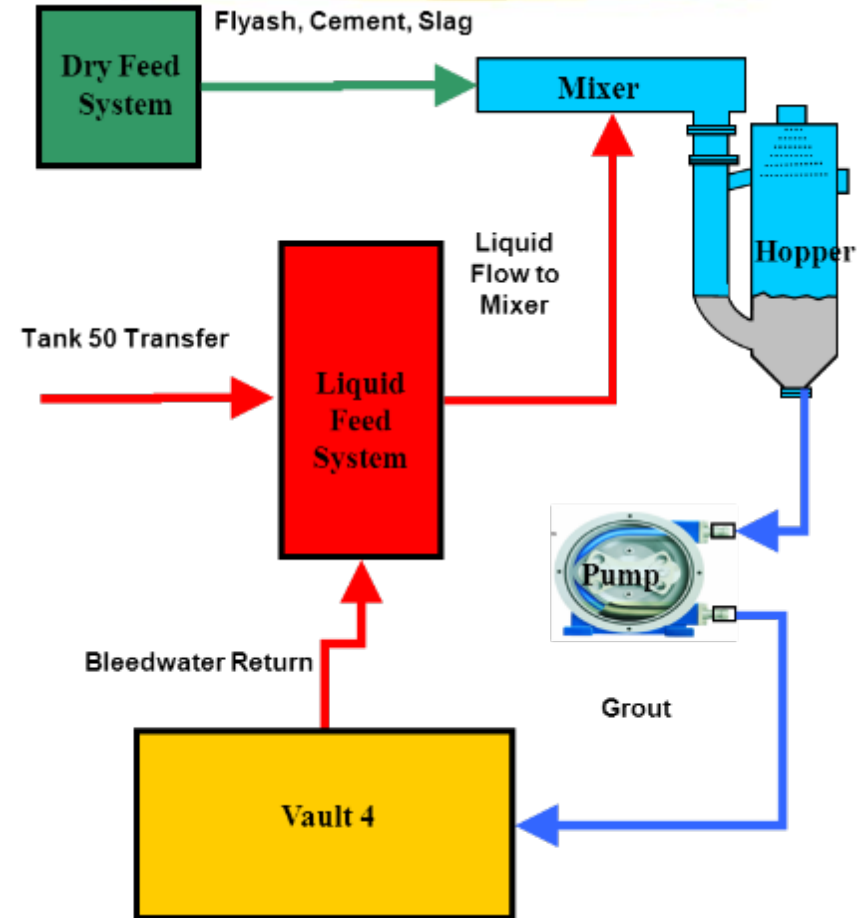 Flyash, Cement, Slag
Dry Feed
System
Mixer
Hopper
Liquid
Flow to
Mixer
Tank 50 Transfer
Liquid
Feed
System
Pump
Bleedwater Return
Grout
Vault 4